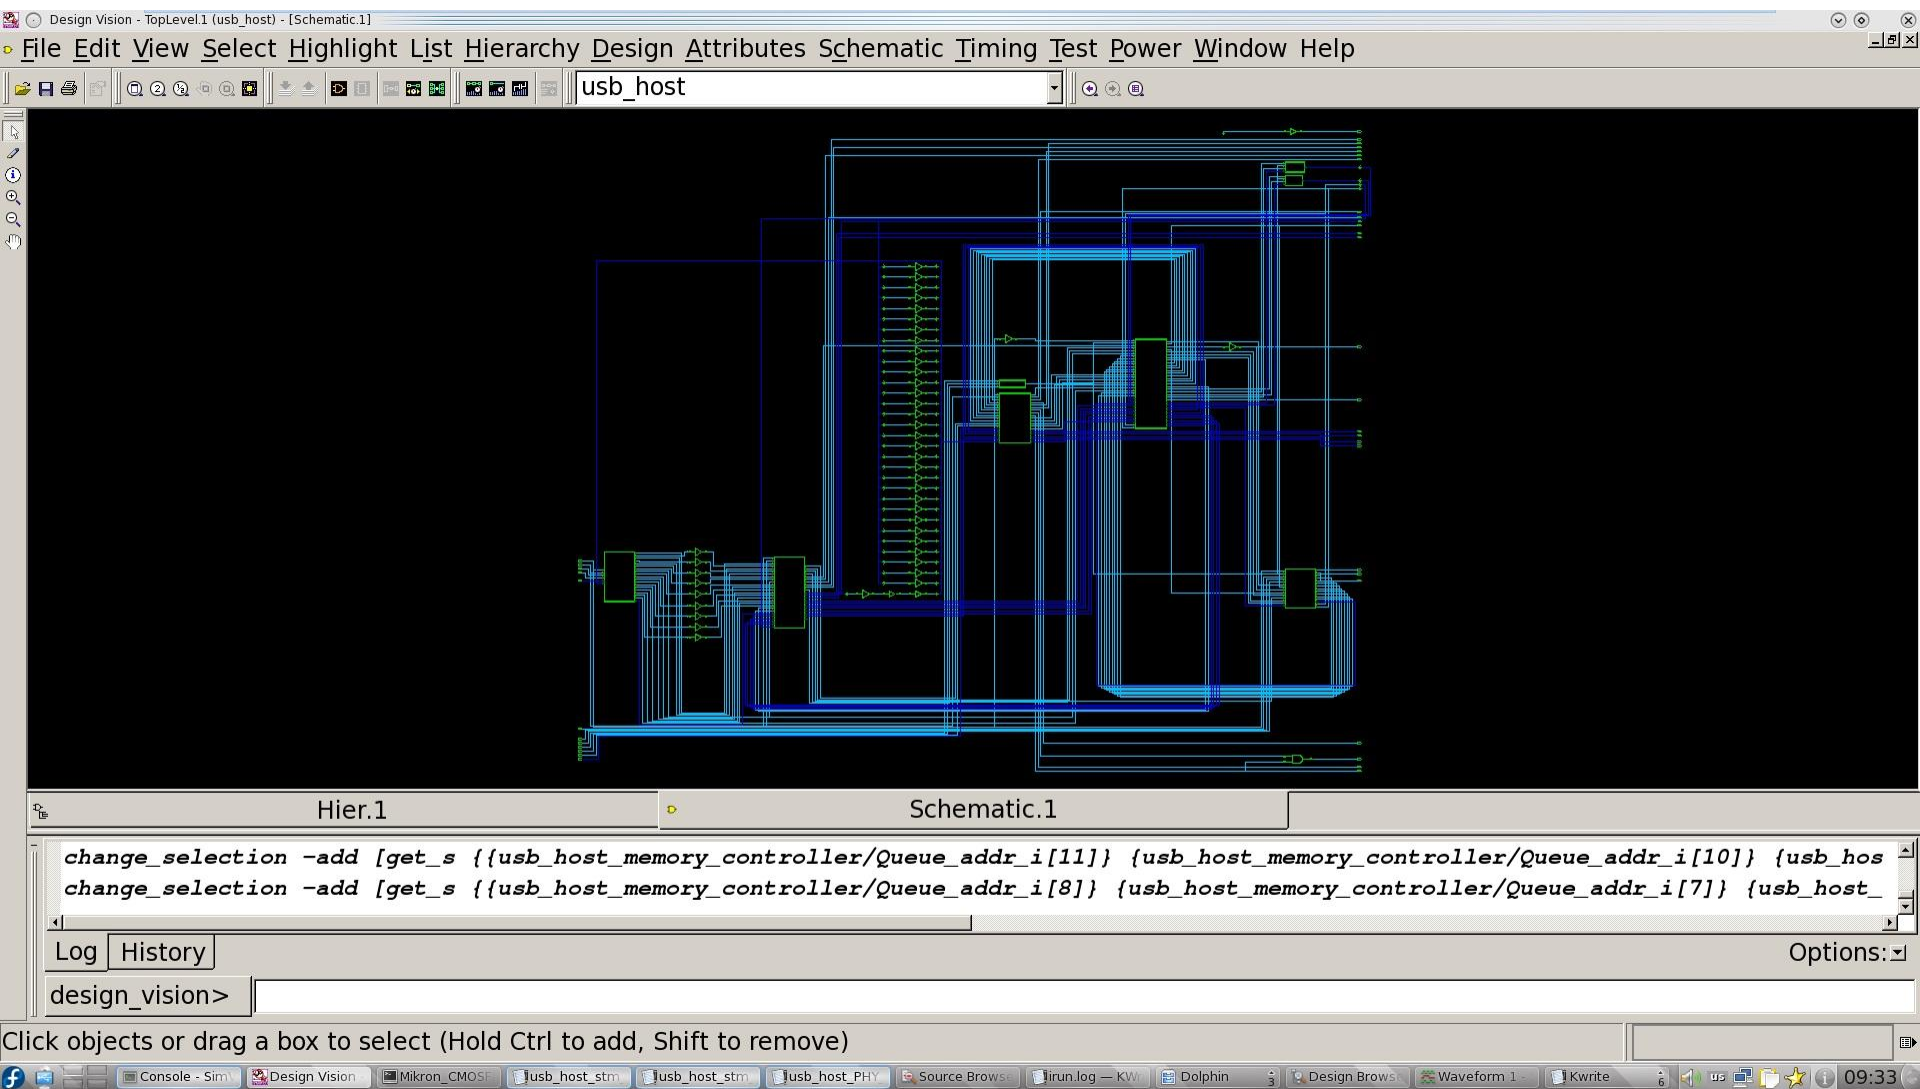 Design Vision - TopLevel.1 (usb_host) - [Schematic.1]
File Edit View Select Highlight List Hierarchy Design Attributes Schematic Timing Test Power Window Help
usb_host
Hier.1 Schematic.1
change_selection -add [get_s {{usb_host_memory_controller/Queue_addr_i[11]} {usb_host_memory_controller/Queue_addr_i[10]} {usb_hos
change_selection -add [get_s {{usb_host_memory_controller/Queue_addr_i[8]} {usb_host_memory_controller/Queue_addr_i[7]} {usb_host_
Log History Options:
design_vision>
Click objects or drag a box to select (Hold Ctrl to add, Shift to remove)
Console - Sim Design Vision Mikron_CMOS usb_host_stm usb_host_stm usb_host_PHY Source Brows irun.log — KW Dolphin 3 Design Brows Waveform 1 - Kwrite 6 us 09:33